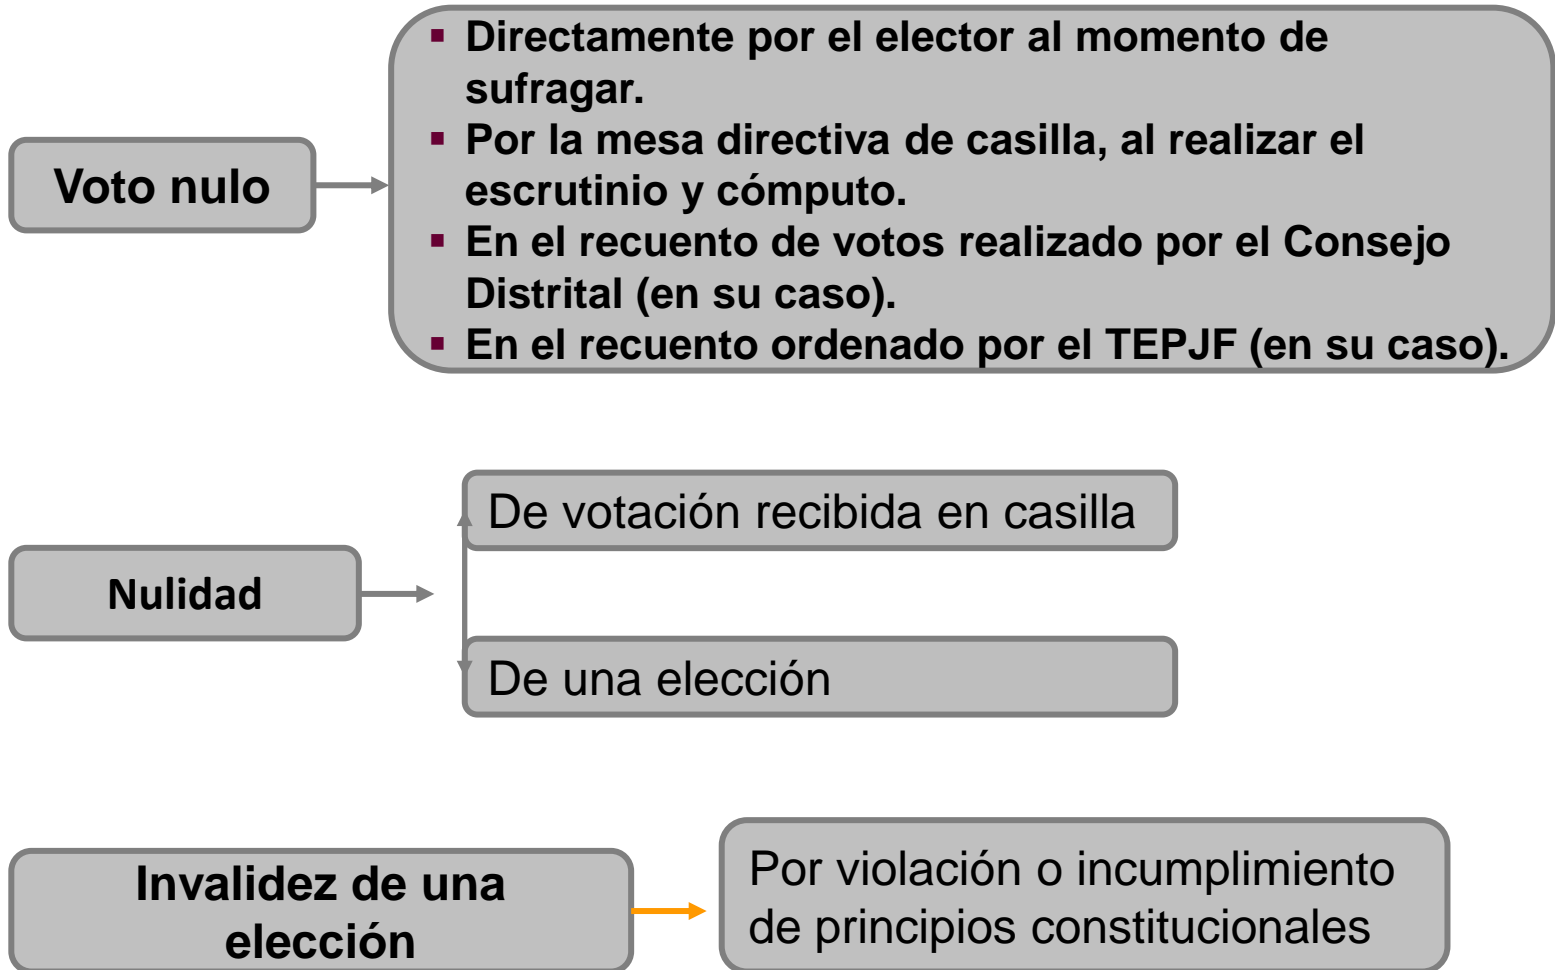 Voto nulo
▪ Directamente por el elector al momento de
sufragar.
▪ Por la mesa directiva de casilla, al realizar el
escrutinio y cómputo.
▪ En el recuento de votos realizado por el Consejo
Distrital (en su caso).
▪ En el recuento ordenado por el TEPJF (en su caso).
Nulidad
De votación recibida en casilla
De una elección
Invalidez de una
elección
Por violación o incumplimiento
de principios constitucionales